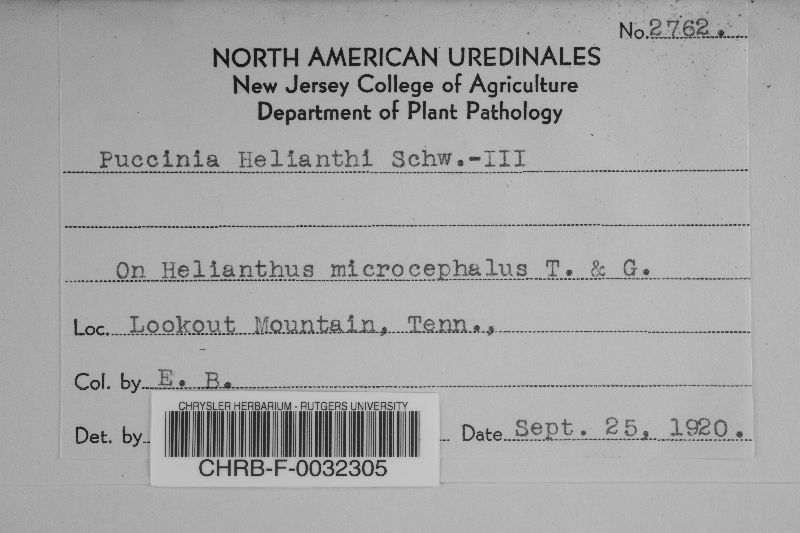 No. 2762.
NORTH AMERICAN UREDINALES
New Jersey College of Agriculture
Department of Plant Pathology
Puccinia Helianthi Schw.-III
On Helianthus microcephalus T. & G.
Loc. Lookout Mountain, Tenn.,
Col. by E. B.
Det. by Date Sept. 25, 1920.
CHRYSLER HERBARIUM - RUTGERS UNIVERSITY
CHRB-F-0032305